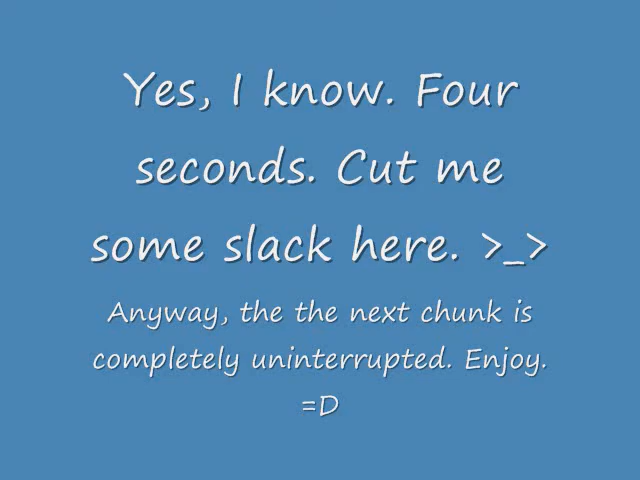 Yes, I know. Four
seconds. Cut me
some slack here. >_>
Anyway, the the next chunk is
completely uninterrupted. Enjoy.
=D